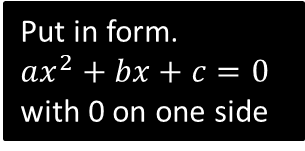 Put in form.
𝑎𝑥² + 𝑏𝑥 + 𝑐 = 0
with 0 on one side